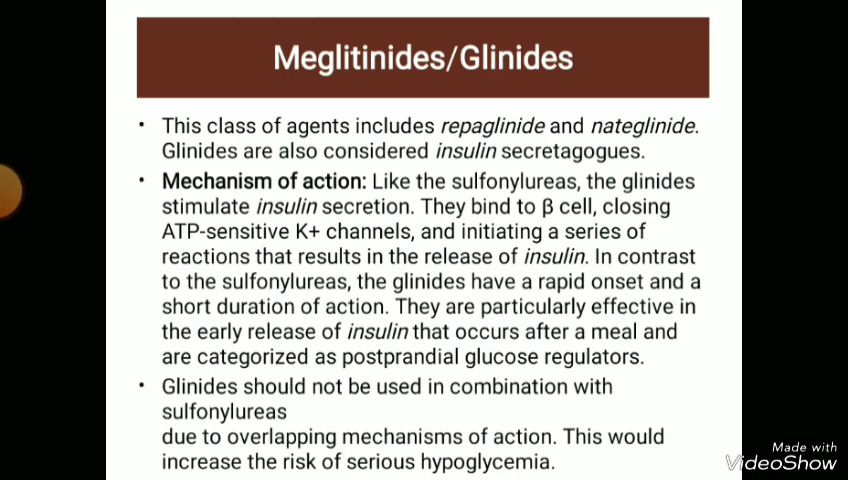 Meglitinides/Glinides
• This class of agents includes repaglinide and nateglinide.
Glinides are also considered insulin secretagogues.
• Mechanism of action: Like the sulfonylureas, the glinides
stimulate insulin secretion. They bind to β cell, closing
ATP-sensitive K+ channels, and initiating a series of
reactions that results in the release of insulin. In contrast
to the sulfonylureas, the glinides have a rapid onset and a
short duration of action. They are particularly effective in
the early release of insulin that occurs after a meal and
are categorized as postprandial glucose regulators.
• Glinides should not be used in combination with
sulfonylureas
due to overlapping mechanisms of action. This would
increase the risk of serious hypoglycemia.
Made with
VideoShow